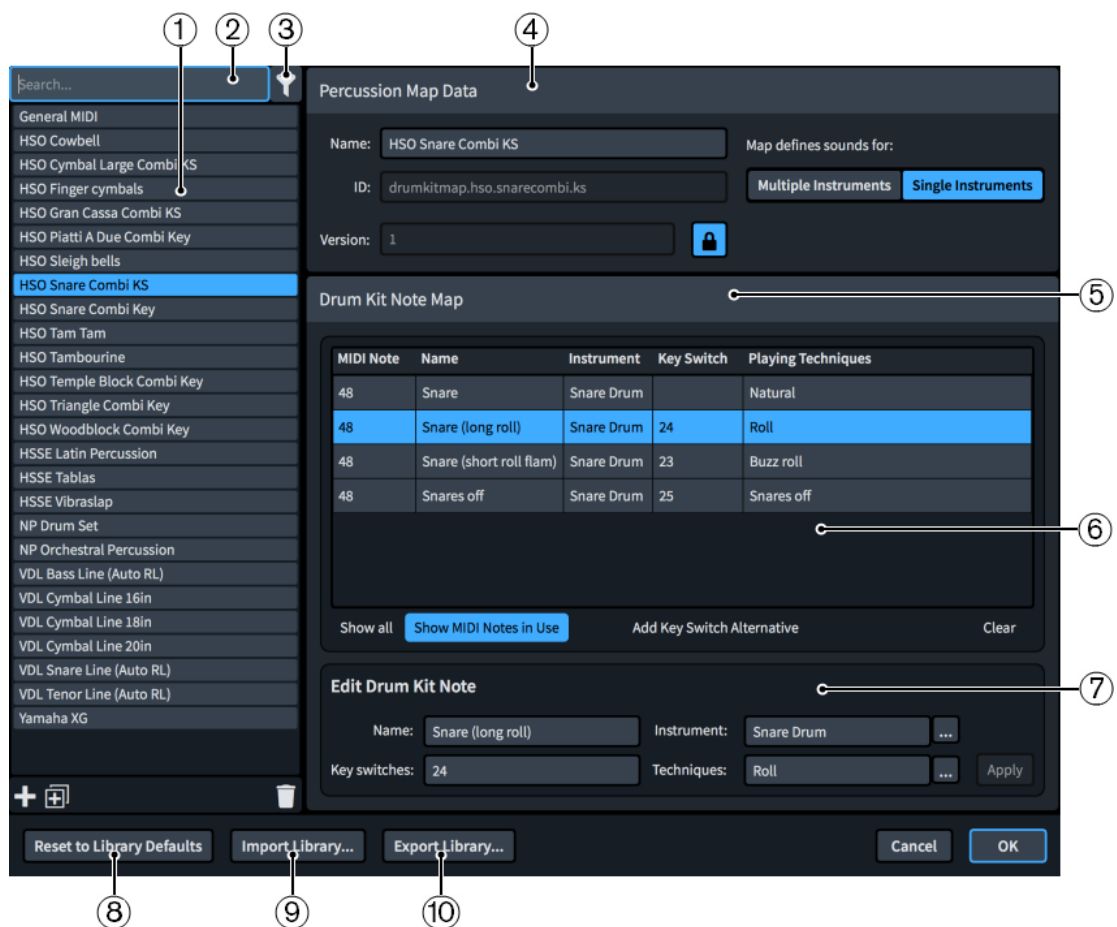 ① ② ③ ④
Search...
General MIDI
HSO Cowbell
HSO Cymbal Large Combi KS
HSO Finger cymbals
HSO Gran Cassa Combi KS
HSO Piatti A Due Combi Key
HSO Sleigh bells
HSO Snare Combi KS
HSO Snare Combi Key
HSO Tam Tam
HSO Tambourine
HSO Temple Block Combi Key
HSO Triangle Combi Key
HSO Woodblock Combi Key
HSSE Latin Percussion
HSSE Tablas
HSSE Vibraslap
NP Drum Set
NP Orchestral Percussion
VDL Bass Line (Auto RL)
VDL Cymbal Line 16in
VDL Cymbal Line 18in
VDL Cymbal Line 20in
VDL Snare Line (Auto RL)
VDL Tenor Line (Auto RL)
Yamaha XG
Percussion Map Data
Name: HSO Snare Combi KS
Map defines sounds for:
ID: drumkitmap.hso.snarecombi.ks
Multiple Instruments Single Instruments
Version: 1
Drum Kit Note Map
⑤
MIDI Note Name Instrument Key Switch Playing Techniques
48 Snare Snare Drum Natural
48 Snare (long roll) Snare Drum 24 Roll
48 Snare (short roll flam) Snare Drum 23 Buzz roll
48 Snares off Snare Drum 25 Snares off
⑥
Show all Show MIDI Notes in Use Add Key Switch Alternative Clear
Edit Drum Kit Note
⑦
Name: Snare (long roll) Instrument: Snare Drum ...
Key switches: 24 Techniques: Roll ... Apply
Reset to Library Defaults Import Library... Export Library... Cancel OK
⑧ ⑨ ⑩